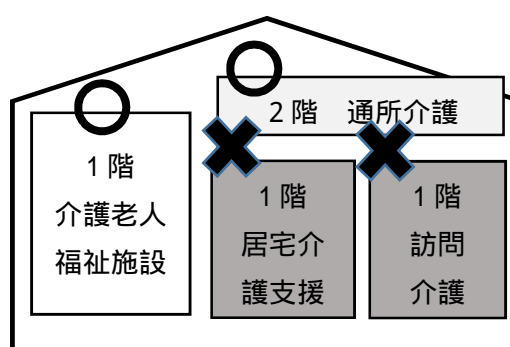 2階　通所介護
1階
介護老人
福祉施設
1階
居宅介
護支援
1階
訪問
介護